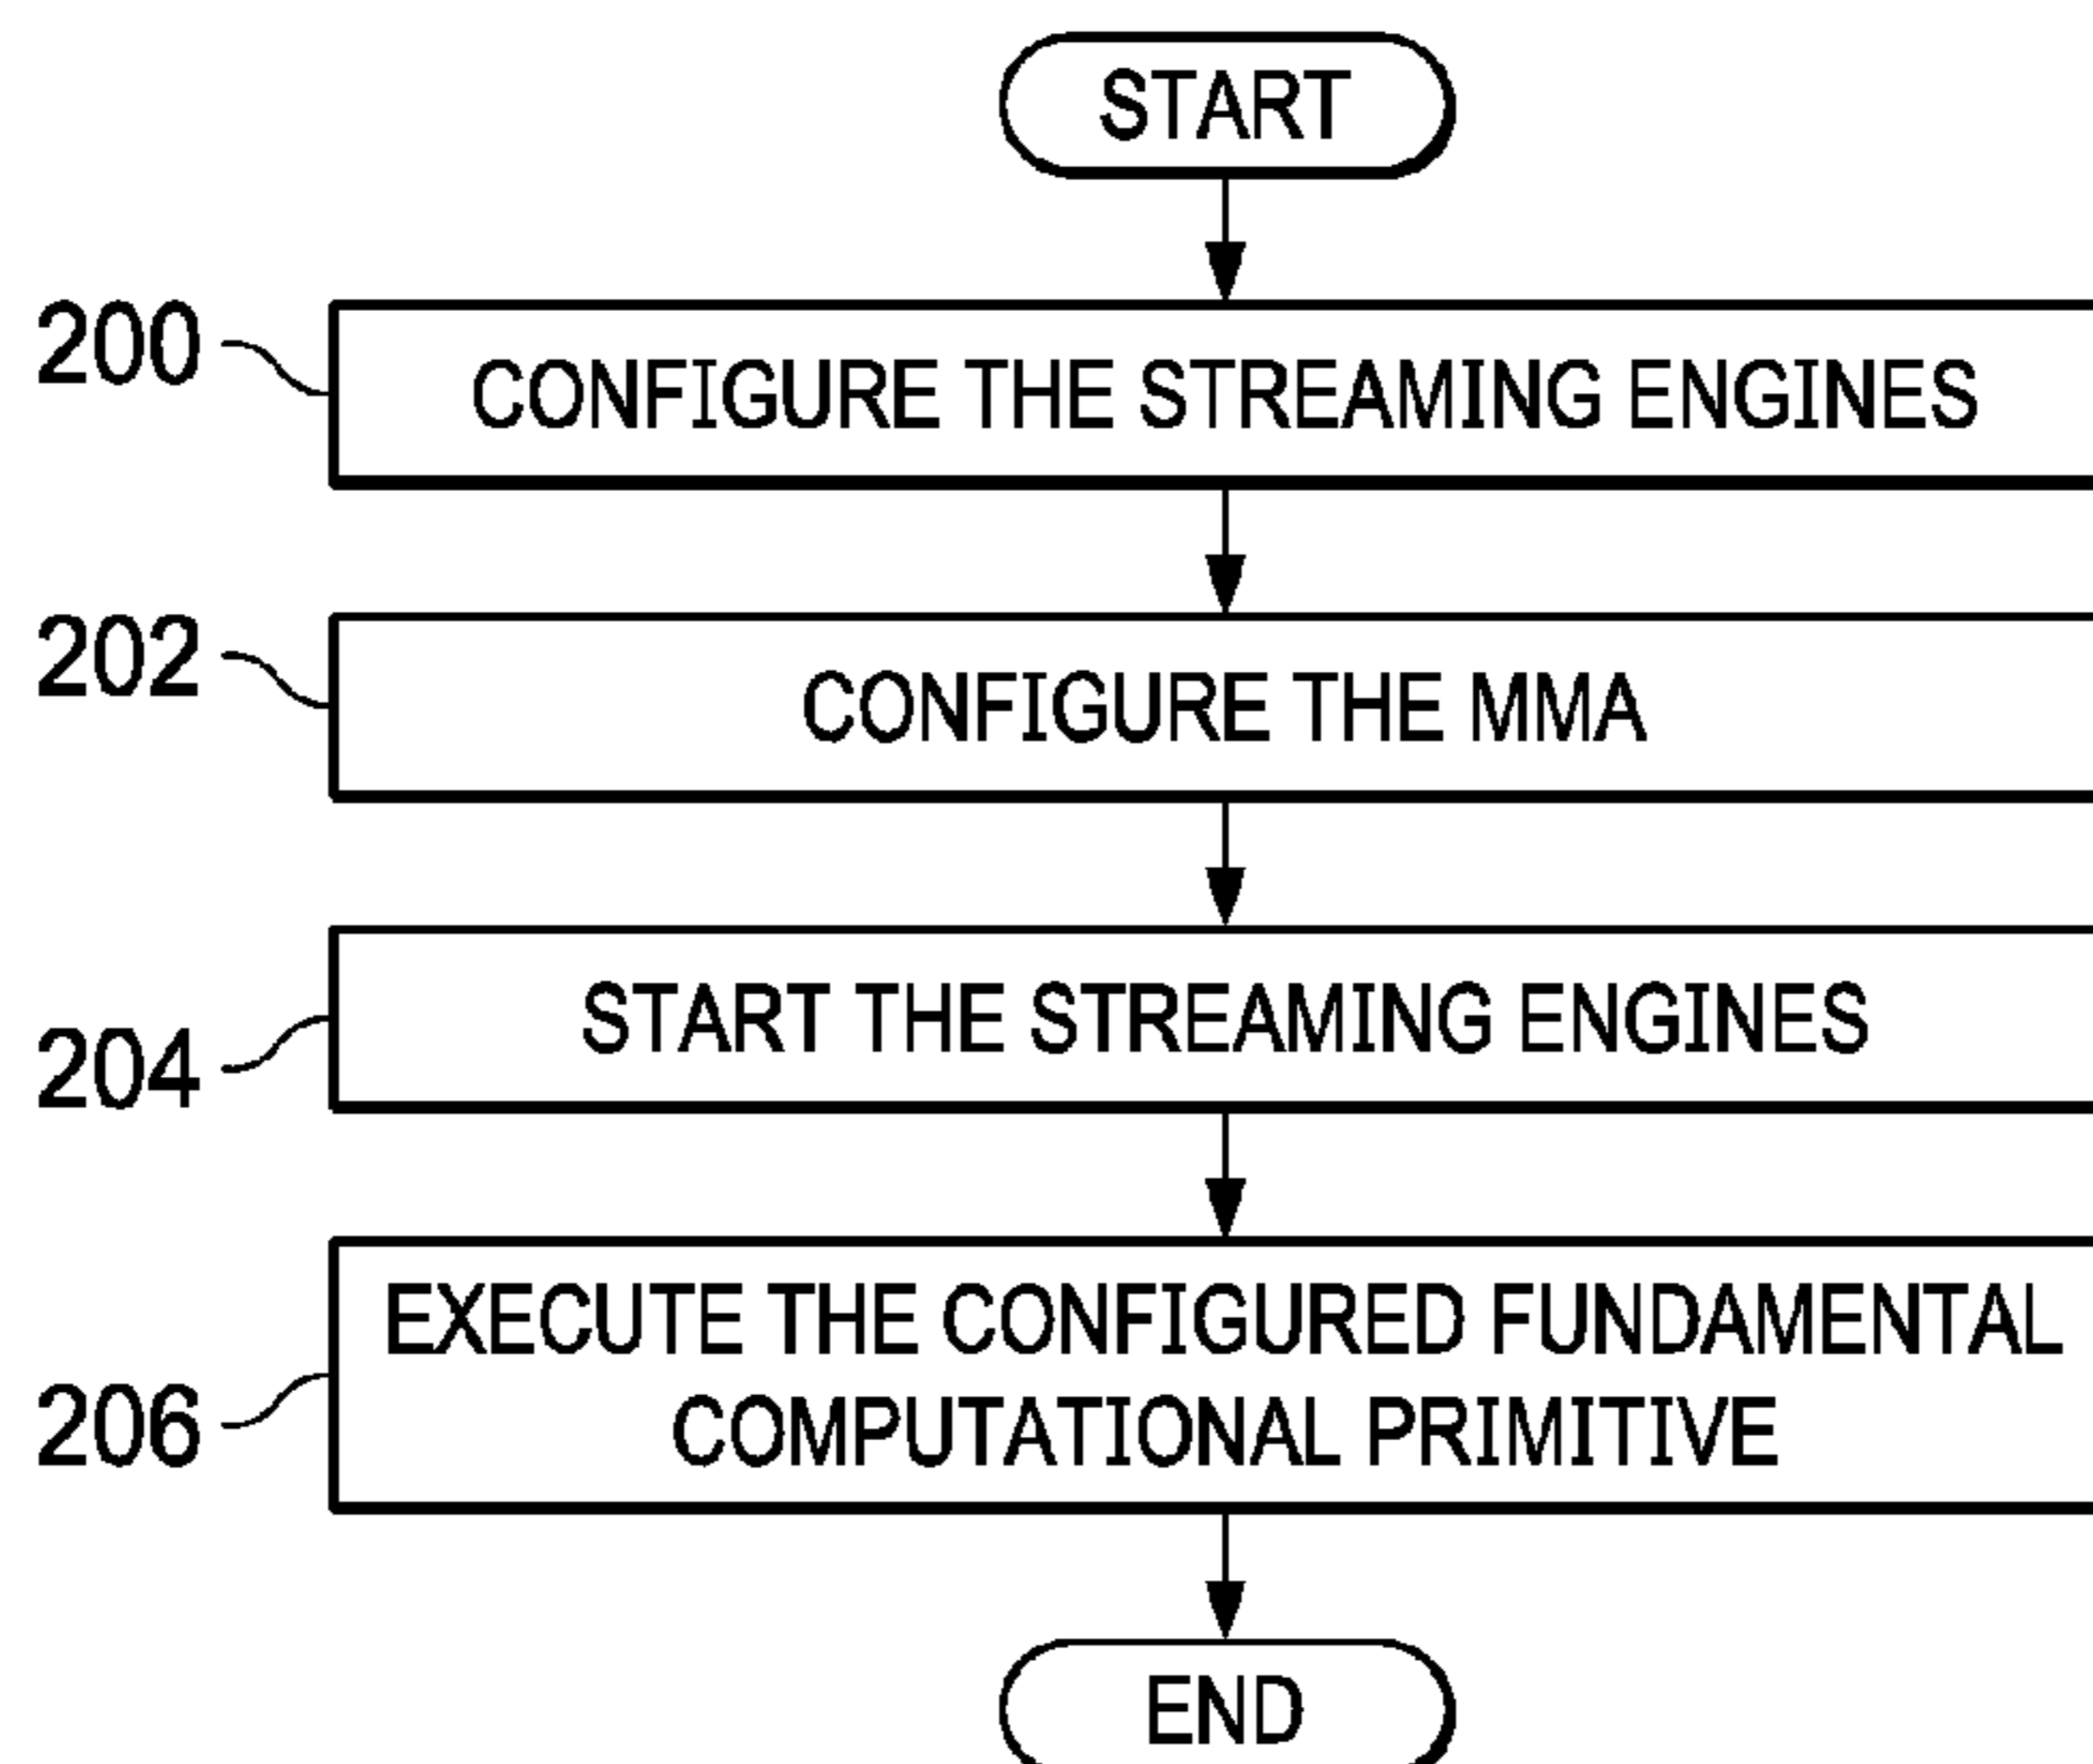 START
200
CONFIGURE THE STREAMING ENGINES
202
CONFIGURE THE MMA
204
START THE STREAMING ENGINES
206
EXECUTE THE CONFIGURED FUNDAMENTAL
COMPUTATIONAL PRIMITIVE
END